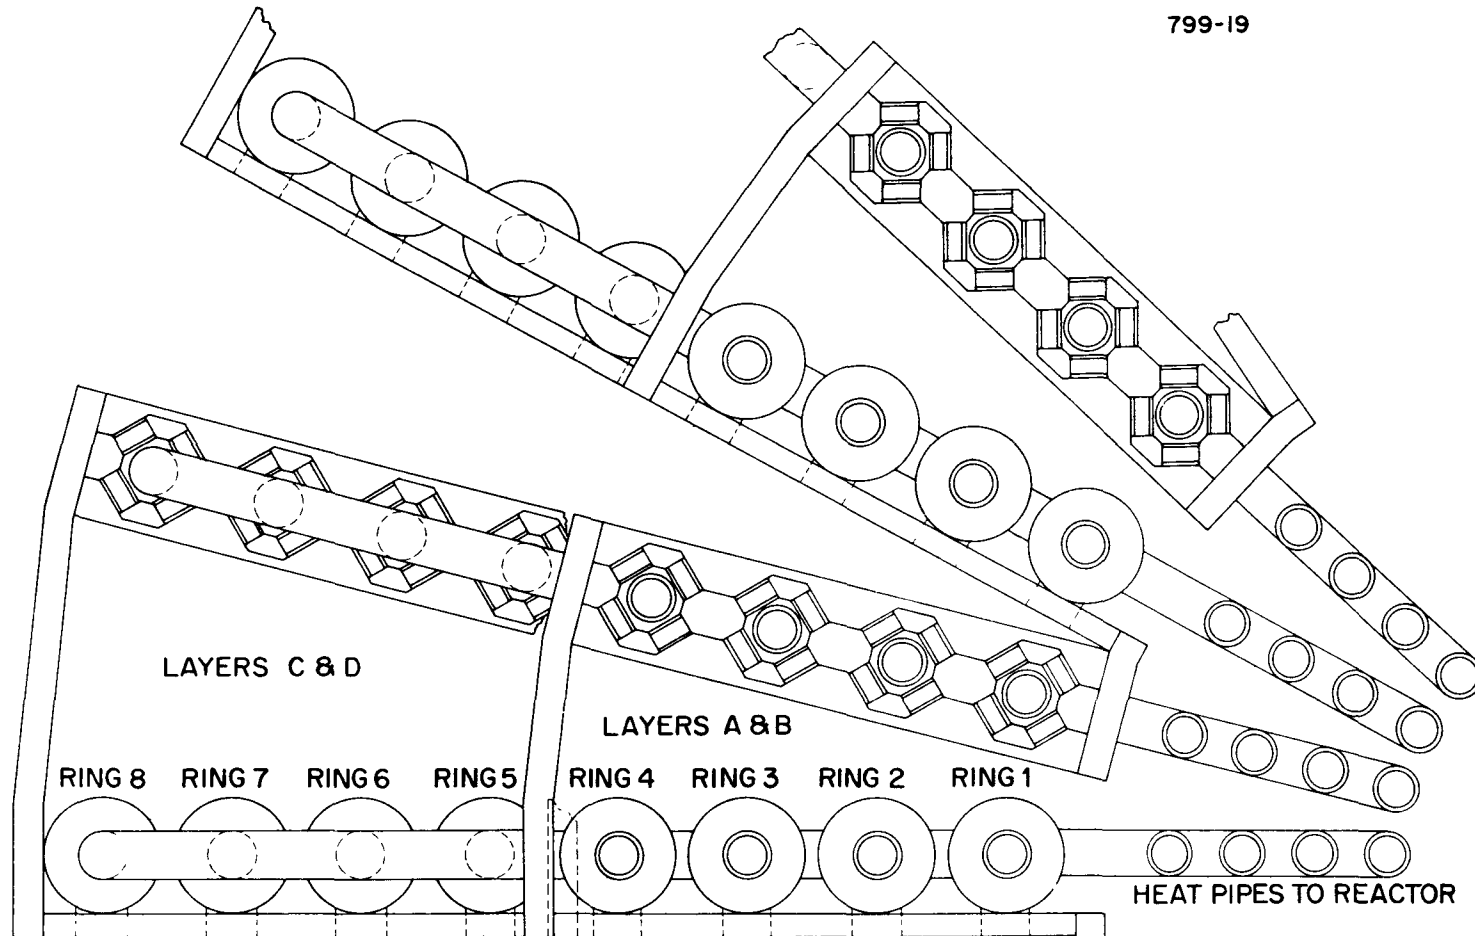 799-19
LAYERS C & D
LAYERS A & B
RING 8 RING 7 RING 6 RING 5 RING 4 RING 3 RING 2 RING 1
HEAT PIPES TO REACTOR